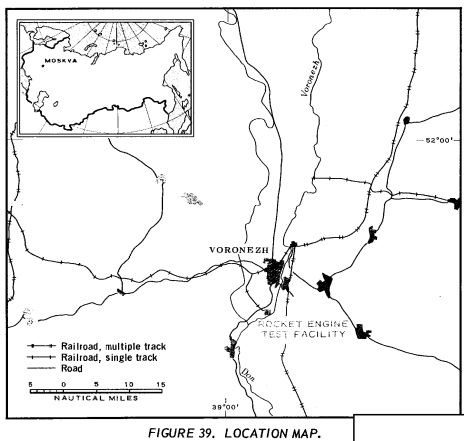 MOSKVA
Voronezh
52°00'
VORONEZH
ROCKET ENGINE
TEST FACILITY
Railroad, multiple track
Railroad, single track
Road
5 0 5 10 15
NAUTICAL MILES
Don
39°00'
FIGURE 39. LOCATION MAP.